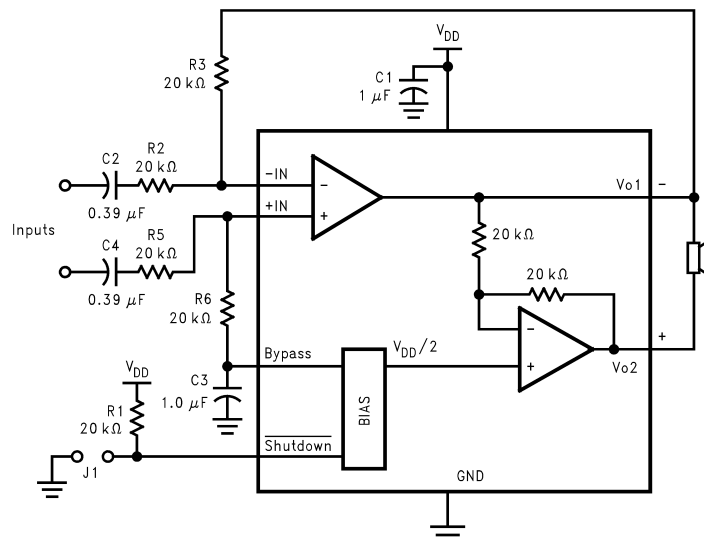 V_DD
C1
1 µF
R3
20 kΩ
C2
0.39 µF
R2
20 kΩ
-IN
+IN
−
+
Vo1
−
Inputs
C4
0.39 µF
R5
20 kΩ
20 kΩ
20 kΩ
R6
20 kΩ
Bypass
V_DD/2
−
+
+
Vo2
C3
1.0 µF
BIAS
V_DD
R1
20 kΩ
Shutdown
J1
GND